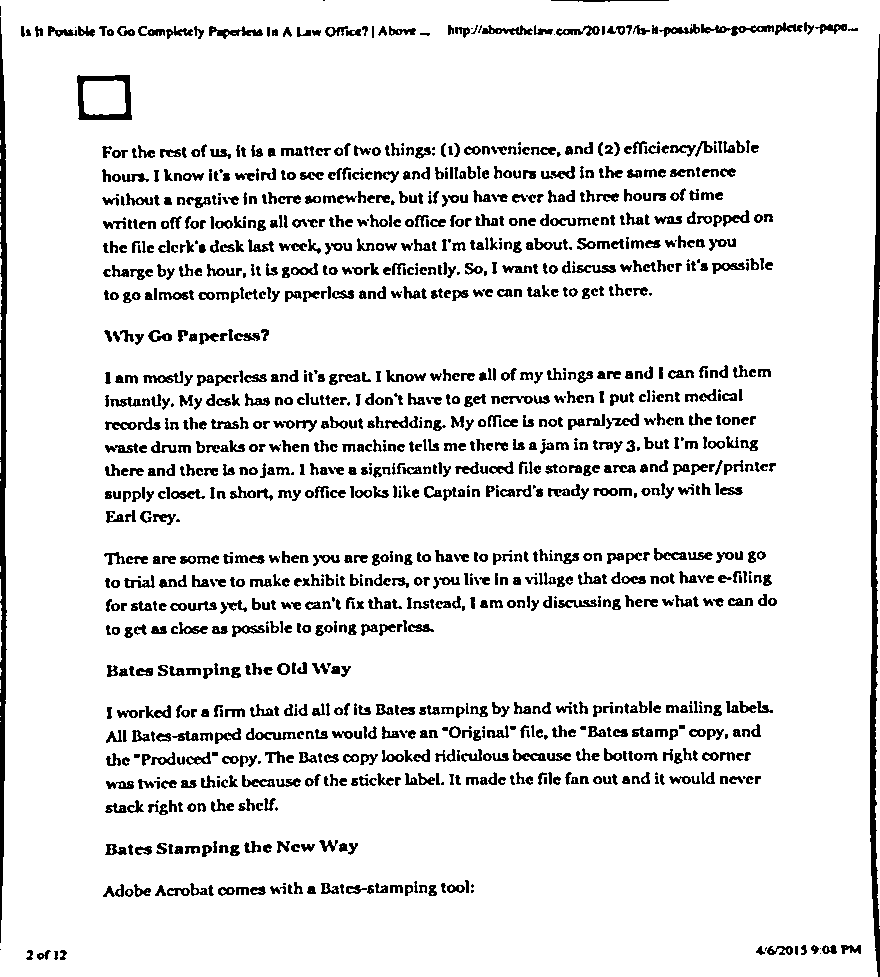 Is It Possible To Go Completely Paperless In A Law Office? | Above ... http://abovethelaw.com/2014/07/is-it-possible-to-go-completely-pape...
For the rest of us, it is a matter of two things: (1) convenience, and (2) efficiency/billable
hours. I know it's weird to see efficiency and billable hours used in the same sentence
without a negative in there somewhere, but if you have ever had three hours of time
written off for looking all over the whole office for that one document that was dropped on
the file clerk's desk last week, you know what I'm talking about. Sometimes when you
charge by the hour, it is good to work efficiently. So, I want to discuss whether it's possible
to go almost completely paperless and what steps we can take to get there.
Why Go Paperless?
I am mostly paperless and it's great. I know where all of my things are and I can find them
instantly. My desk has no clutter. I don't have to get nervous when I put client medical
records in the trash or worry about shredding. My office is not paralyzed when the toner
waste drum breaks or when the machine tells me there is a jam in tray 3, but I'm looking
there and there is no jam. I have a significantly reduced file storage area and paper/printer
supply closet. In short, my office looks like Captain Picard's ready room, only with less
Earl Grey.
There are some times when you are going to have to print things on paper because you go
to trial and have to make exhibit binders, or you live in a village that does not have e-filing
for state courts yet, but we can't fix that. Instead, I am only discussing here what we can do
to get as close as possible to going paperless.
Bates Stamping the Old Way
I worked for a firm that did all of its Bates stamping by hand with printable mailing labels.
All Bates-stamped documents would have an "Original" file, the "Bates stamp" copy, and
the "Produced" copy. The Bates copy looked ridiculous because the bottom right corner
was twice as thick because of the sticker label. It made the file fan out and it would never
stack right on the shelf.
Bates Stamping the New Way
Adobe Acrobat comes with a Bates-stamping tool:
2 of 12 4/6/2015 9:08 PM